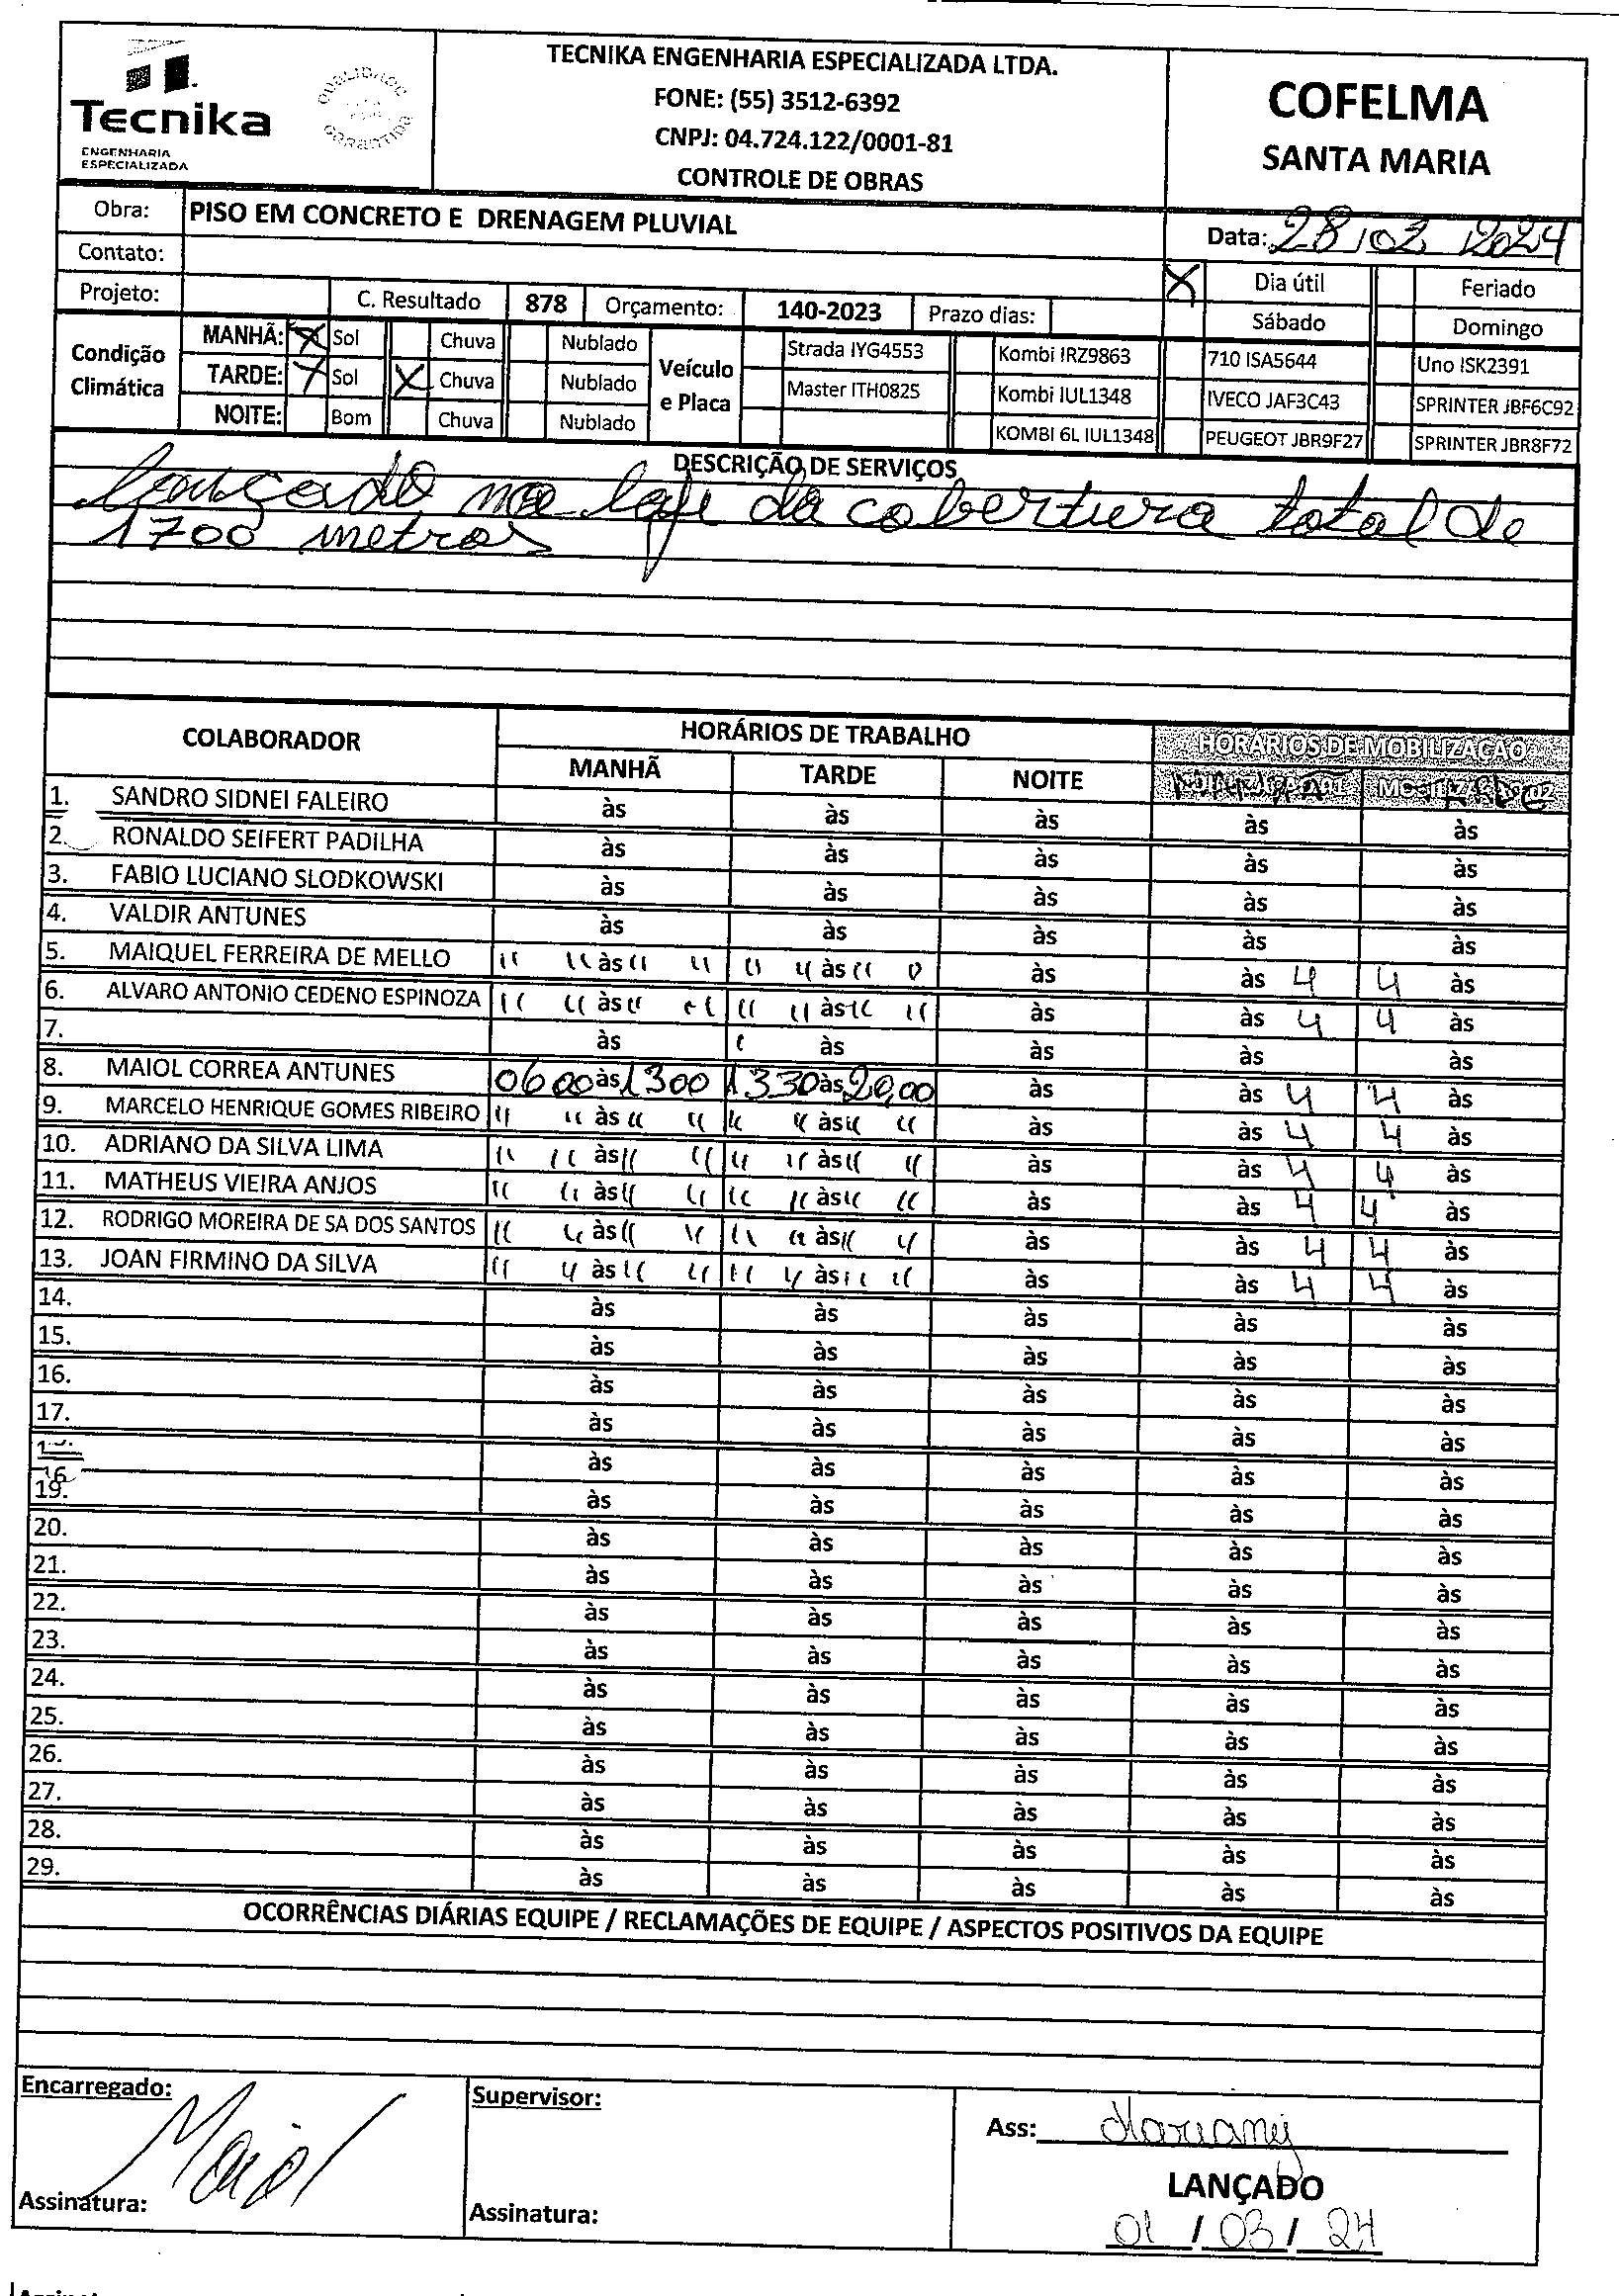 Tecnika
ENGENHARIA
ESPECIALIZADA
QUALIDADE
GARANTIDA
TECNIKA ENGENHARIA ESPECIALIZADA LTDA.
FONE: (55) 3512-6392
CNPJ: 04.724.122/0001-81
CONTROLE DE OBRAS
COFELMA
SANTA MARIA
Obra: PISO EM CONCRETO E DRENAGEM PLUVIAL
Data: 28/02/2024
Contato:
X Dia útil Feriado
Projeto: C. Resultado 878 Orçamento: 140-2023 Prazo dias:
Sábado Domingo
Condição Climática
MANHÃ: X Sol Chuva Nublado
TARDE: X Sol X Chuva Nublado
NOITE: Bom Chuva Nublado
Veículo e Placa
Strada IYG4553 Kombi IRZ9863 710 ISA5644 Uno ISK2391
Master ITH0825 Kombi IUL1348 IVECO JAF3C43 SPRINTER JBF6C92
KOMBI 6L IUL1348 PEUGEOT JBR9F27 SPRINTER JBR8F72
DESCRIÇÃO DE SERVIÇOS
lançado na laje da cobertura total de
1700 metros
COLABORADOR HORÁRIOS DE TRABALHO HORÁRIOS DE MOBILIZAÇÃO
MANHÃ TARDE NOITE
1. SANDRO SIDNEI FALEIRO às às às às às
2. RONALDO SEIFERT PADILHA às às às às às
3. FABIO LUCIANO SLODKOWSKI às às às às às
4. VALDIR ANTUNES às às às às às
5. MAIQUEL FERREIRA DE MELLO " " às " " " " às " " às às 4 4 às
6. ALVARO ANTONIO CEDENO ESPINOZA " " às " " " " às " " às às 4 4 às
7. às às às às às
8. MAIOL CORREA ANTUNES 0600 às 1300 1330 às 20,00 às às 4 4 às
9. MARCELO HENRIQUE GOMES RIBEIRO " " às " " " " às " " às às 4 4 às
10. ADRIANO DA SILVA LIMA " " às " " " " às " " às às 4 4 às
11. MATHEUS VIEIRA ANJOS " " às " " " " às " " às às 4 4 às
12. RODRIGO MOREIRA DE SA DOS SANTOS " " às " " " " às " " às às 4 4 às
13. JOAN FIRMINO DA SILVA " " às " " " " às " " às às 4 4 às
14. às às às às às
15. às às às às às
16. às às às às às
17. às às às às às
às às às às às
19. às às às às às
20. às às às às às
21. às às às às às
22. às às às às às
23. às às às às às
24. às às às às às
25. às às às às às
26. às às às às às
27. às às às às às
28. às às às às às
29. às às às às às
OCORRÊNCIAS DIÁRIAS EQUIPE / RECLAMAÇÕES DE EQUIPE / ASPECTOS POSITIVOS DA EQUIPE
Encarregado: Maiol
Assinatura:
Supervisor:
Assinatura:
Ass: Mariany
LANÇADO
01 / 03 / 24